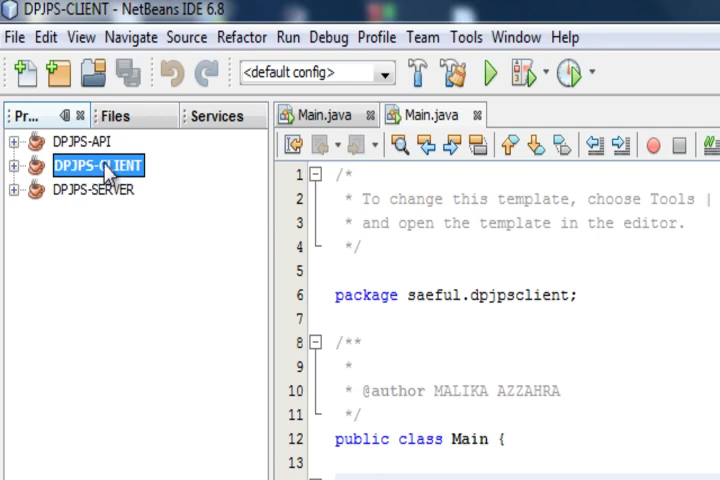 DPJPS-CLIENT - NetBeans IDE 6.8
File Edit View Navigate Source Refactor Run Debug Profile Team Tools Window Help
<default config>
Pr... Files Services
Main.java Main.java
DPJPS-API
DPJPS-CLIENT
DPJPS-SERVER
1 /*
2 * To change this template, choose Tools |
3 * and open the template in the editor.
4 */
5
6 package saeful.dpjpsclient;
7
8 /**
9 *
10 * @author MALIKA AZZAHRA
11 */
12 public class Main {
13